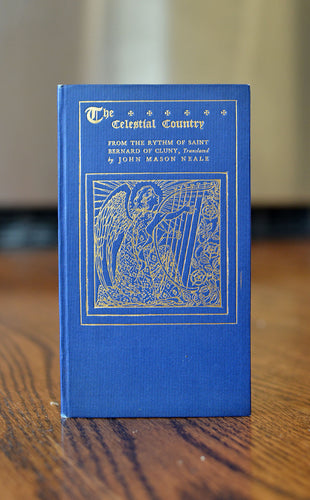 The
Celestial Country
FROM THE RYTHM OF SAINT
BERNARD OF CLUNY, Translated
by JOHN MASON NEALE